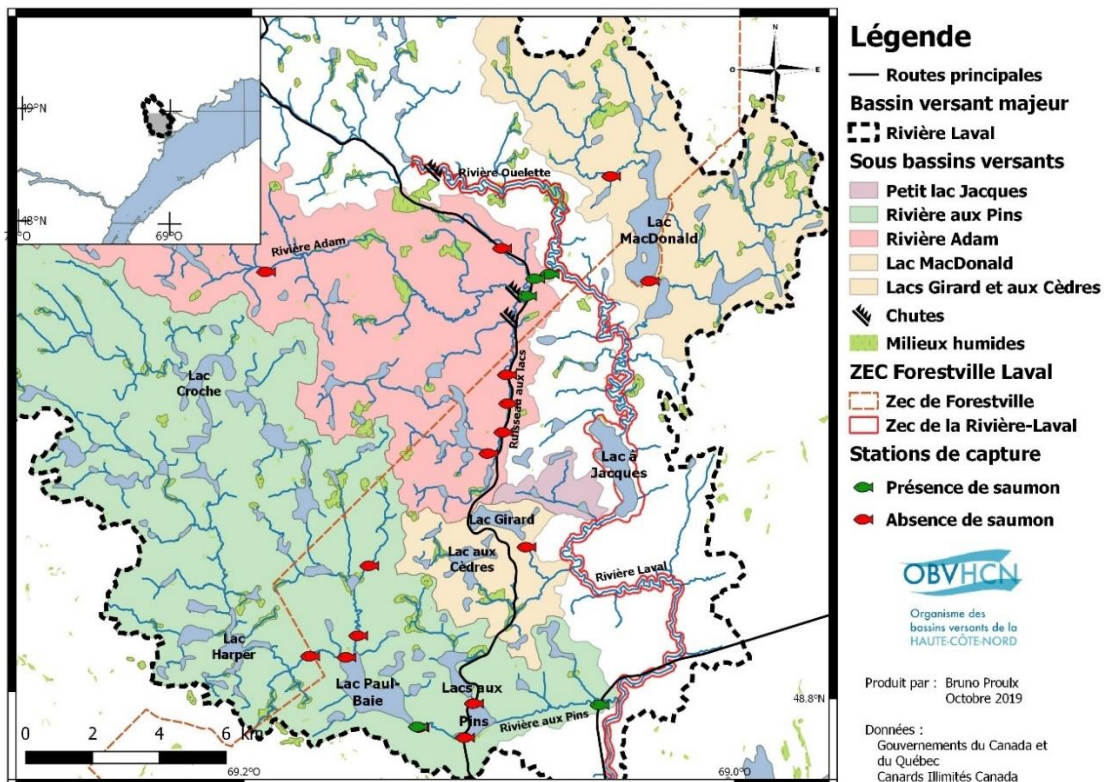 49°N
48°N
69°O
N
O
E
Rivière Ouelette
Rivière Adam
Lac
MacDonald
Lac
Croche
Ruisseau aux lacs
Lac à
Jacques
Lac Girard
Lac aux
Cèdres
Rivière Laval
Lac
Harper
Lac Paul-
Baie
Lacs aux
Pins
Rivière aux Pins
48.8°N
0 2 4 6 km
69.2°O
69.0°O
Légende
Routes principales
Bassin versant majeur
Rivière Laval
Sous bassins versants
Petit lac Jacques
Rivière aux Pins
Rivière Adam
Lac MacDonald
Lacs Girard et aux Cèdres
Chutes
Milieux humides
ZEC Forestville Laval
Zec de Forestville
Zec de la Rivière-Laval
Stations de capture
Présence de saumon
Absence de saumon
OBVHCN
Organisme des
bassins versants de la
HAUTE-CÔTE-NORD
Produit par : Bruno Proulx
Octobre 2019
Données :
Gouvernements du Canada et
du Québec
Canards Illimités Canada